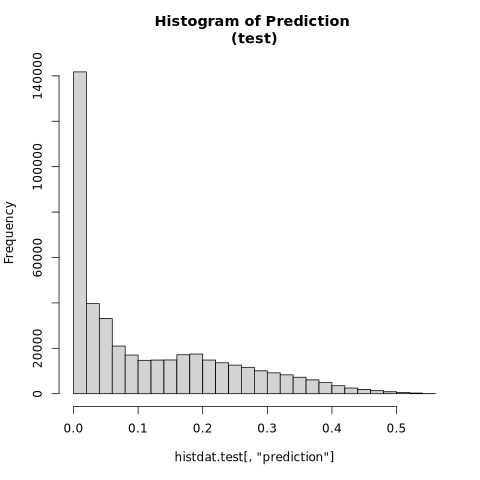 Histogram of Prediction
(test)
Frequency
140000
100000
60000
20000
0
0.0 0.1 0.2 0.3 0.4 0.5
histdat.test[, "prediction"]